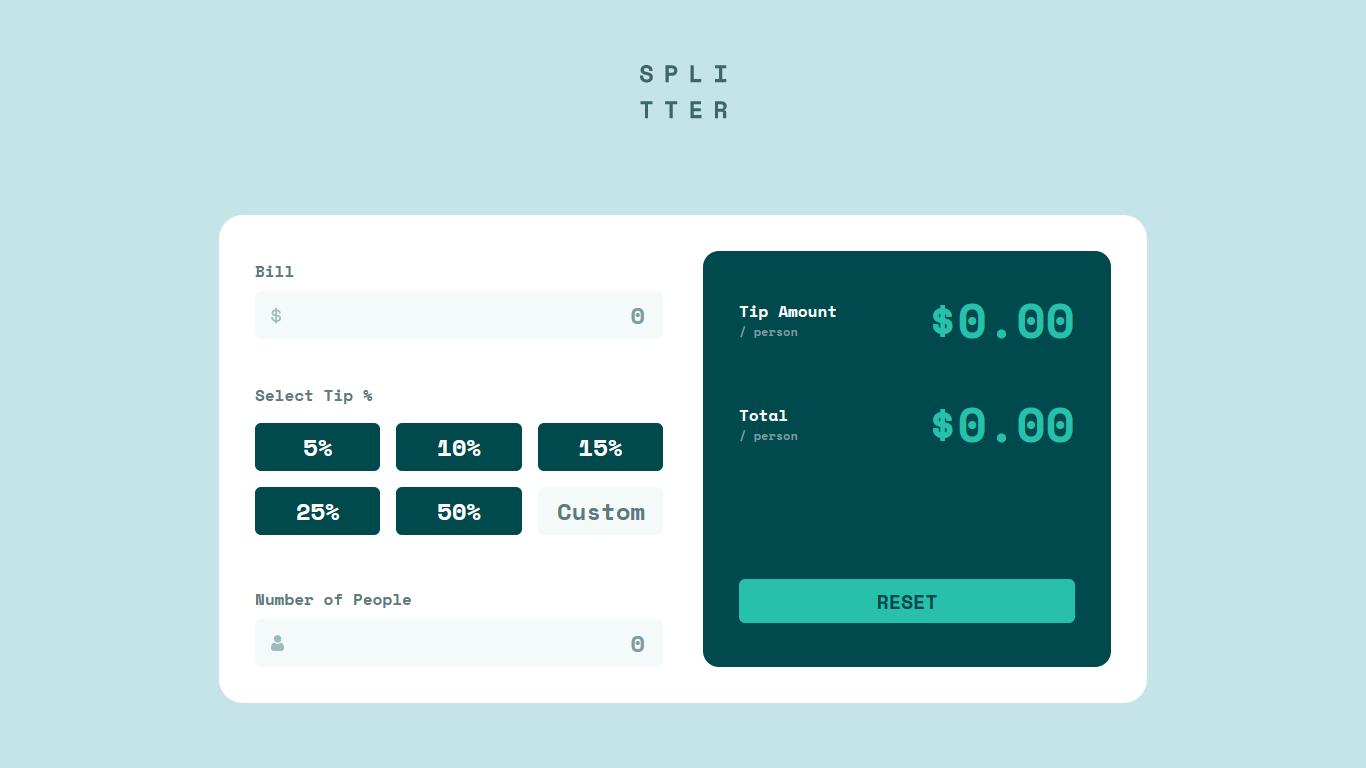 SPLI
TTER
Bill
$ 0
Select Tip %
5% 10% 15%
25% 50% Custom
Number of People
0
Tip Amount
/ person
$0.00
Total
/ person
$0.00
RESET